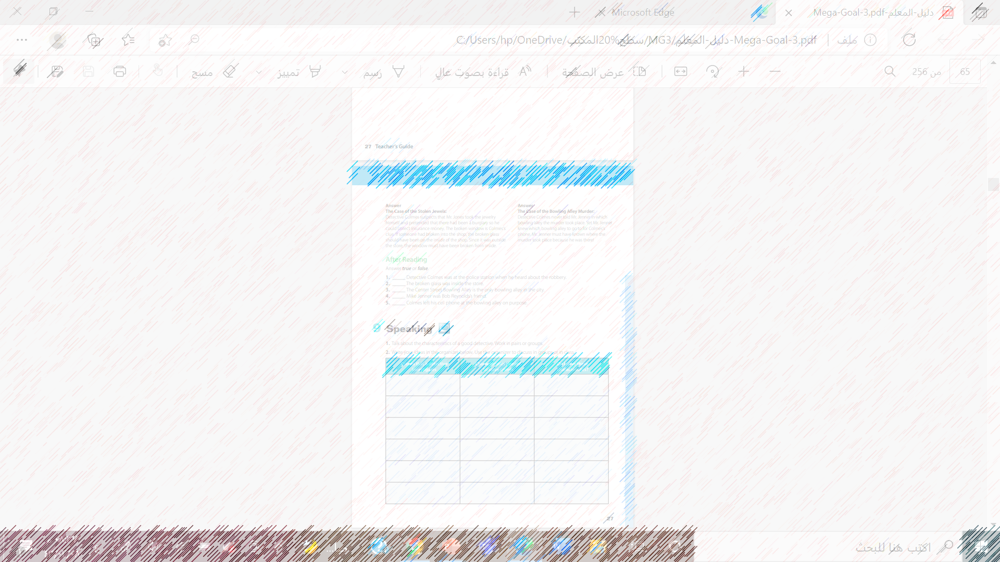 Microsoft Edge
دليل-المعلم-Mega-Goal-3.pdf
C:/Users/hp/OneDrive/سطح%20المكتب/MG3/دليل-المعلم-Mega-Goal-3.pdf
ملف
مسح
تمييز
رسم
قراءة بصوت عالٍ
عرض الصفحة
من 256
65
27 Teacher's Guide
Answer
The Case of the Stolen Jewels:
Detective Colmes suspects that Mr. Jones took the jewelry
himself and pretended that there had been a burglary so he
could collect insurance money. The broken window is Colmes's
clue. If someone had broken into the shop, the broken glass
should have been on the inside of the shop. Since it was outside
the store, the window must have been broken from inside.
Answer
The Case of the Bowling Alley Murder:
Detective Colmes never told Mr. Jenner in which
bowling alley the murder took place. Yet Mr. Jenner
knew which bowling alley to go to for Colmes's
phone. Mr. Jenner must have known where the
murder took place because he was there!
After Reading
Answer true or false.
1. _____ Detective Colmes was at the police station when he heard about the robbery.
2. _____ The broken glass was inside the store.
3. _____ The Center Street Bowling Alley is the only bowling alley in the city.
4. _____ Mike Jenner was Bob Reynolds's friend.
5. _____ Colmes left his cell phone at the bowling alley on purpose.
9 Speaking
1. Talk about the characteristics of a good detective. Work in pairs or groups.
2. Write your ideas in the organizer below. Use the organizer to discuss in groups or in class.
27
اكتب هنا للبحث